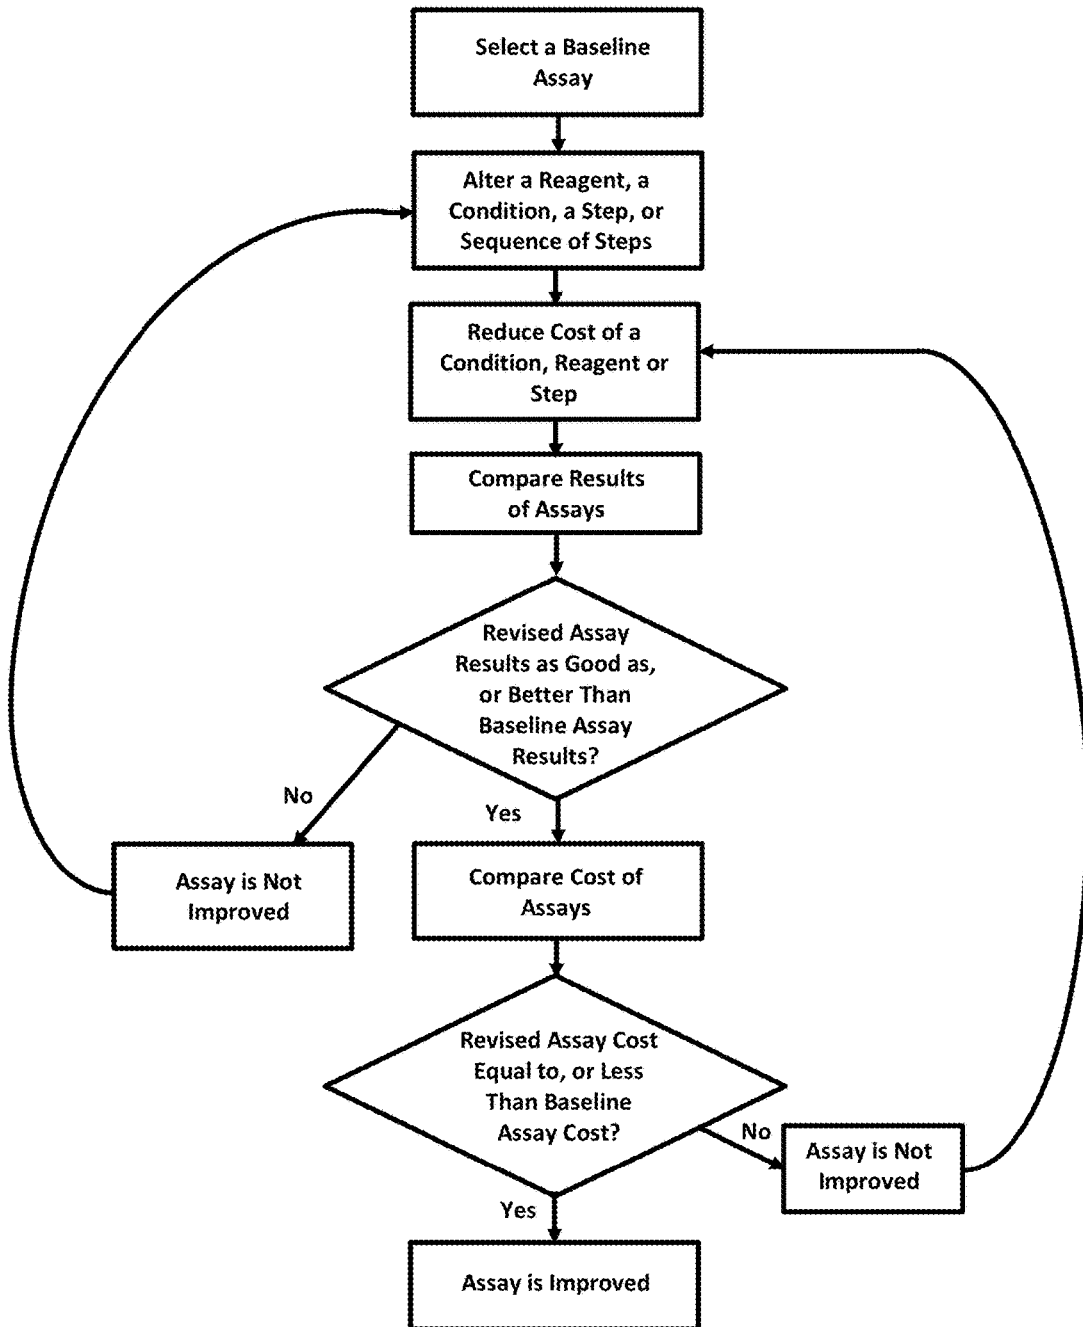 Select a Baseline
Assay
Alter a Reagent, a
Condition, a Step, or
Sequence of Steps
Reduce Cost of a
Condition, Reagent or
Step
Compare Results
of Assays
Revised Assay
Results as Good as,
or Better Than
Baseline Assay
Results?
No
Yes
Assay is Not
Improved
Compare Cost of
Assays
Revised Assay Cost
Equal to, or Less
Than Baseline
Assay Cost?
No
Assay is Not
Improved
Yes
Assay is Improved